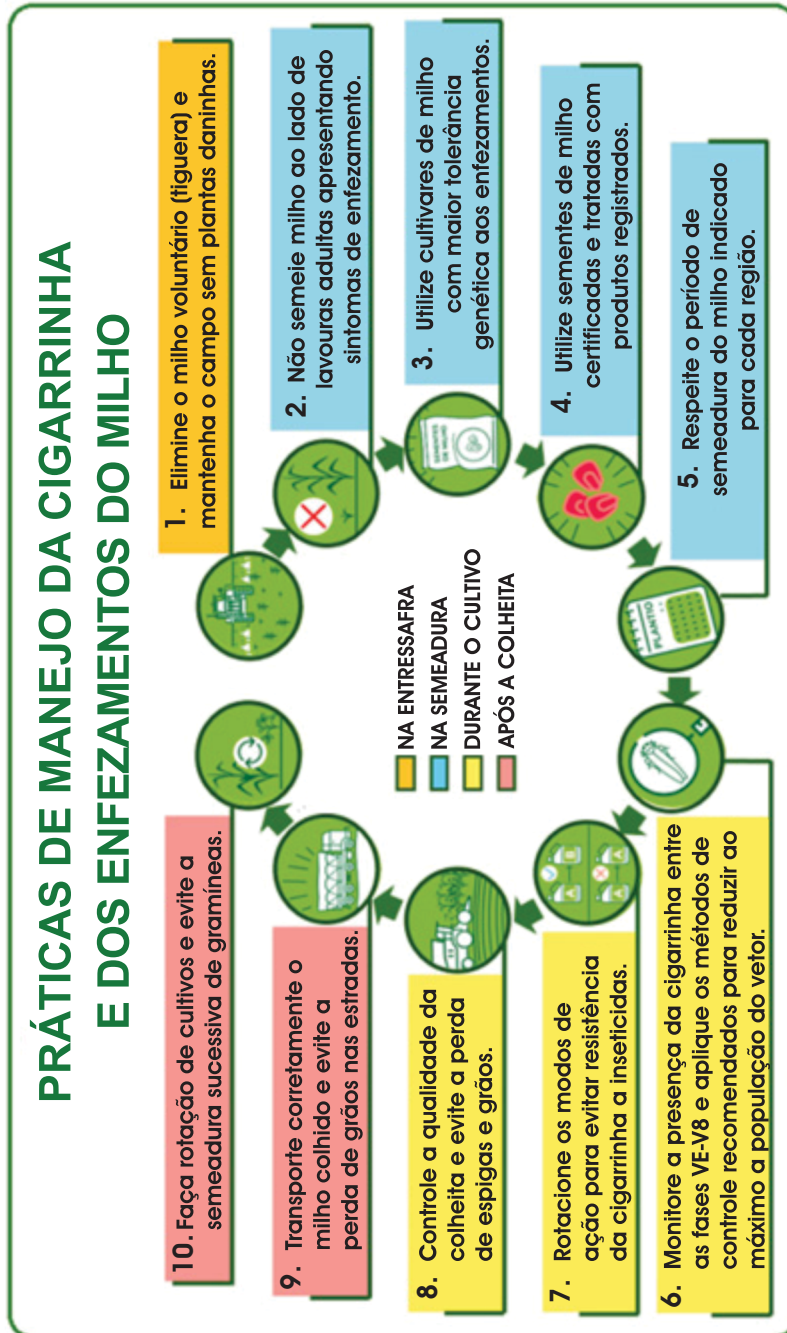 PRÁTICAS DE MANEJO DA CIGARRINHA
E DOS ENFEZAMENTOS DO MILHO
1. Elimine o milho voluntário (tiguera) e
mantenha o campo sem plantas daninhas.
2. Não semeie milho ao lado de
lavouras adultas apresentando
sintomas de enfezamento.
3. Utilize cultivares de milho
com maior tolerância
genética aos enfezamentos.
4. Utilize sementes de milho
certificadas e tratadas com
produtos registrados.
5. Respeite o período de
semeadura do milho indicado
para cada região.
6. Monitore a presença da cigarrinha entre
as fases VE-V8 e aplique os métodos de
controle recomendados para reduzir ao
máximo a população do vetor.
7. Rotacione os modos de
ação para evitar resistência
da cigarrinha a inseticidas.
8. Controle a qualidade da
colheita e evite a perda
de espigas e grãos.
9. Transporte corretamente o
milho colhido e evite a
perda de grãos nas estradas.
10. Faça rotação de cultivos e evite a
semeadura sucessiva de gramíneas.
NA ENTRESSAFRA
NA SEMEADURA
DURANTE O CULTIVO
APÓS A COLHEITA
SEMENTES
DE MILHO
PLANTIO
A B
A A